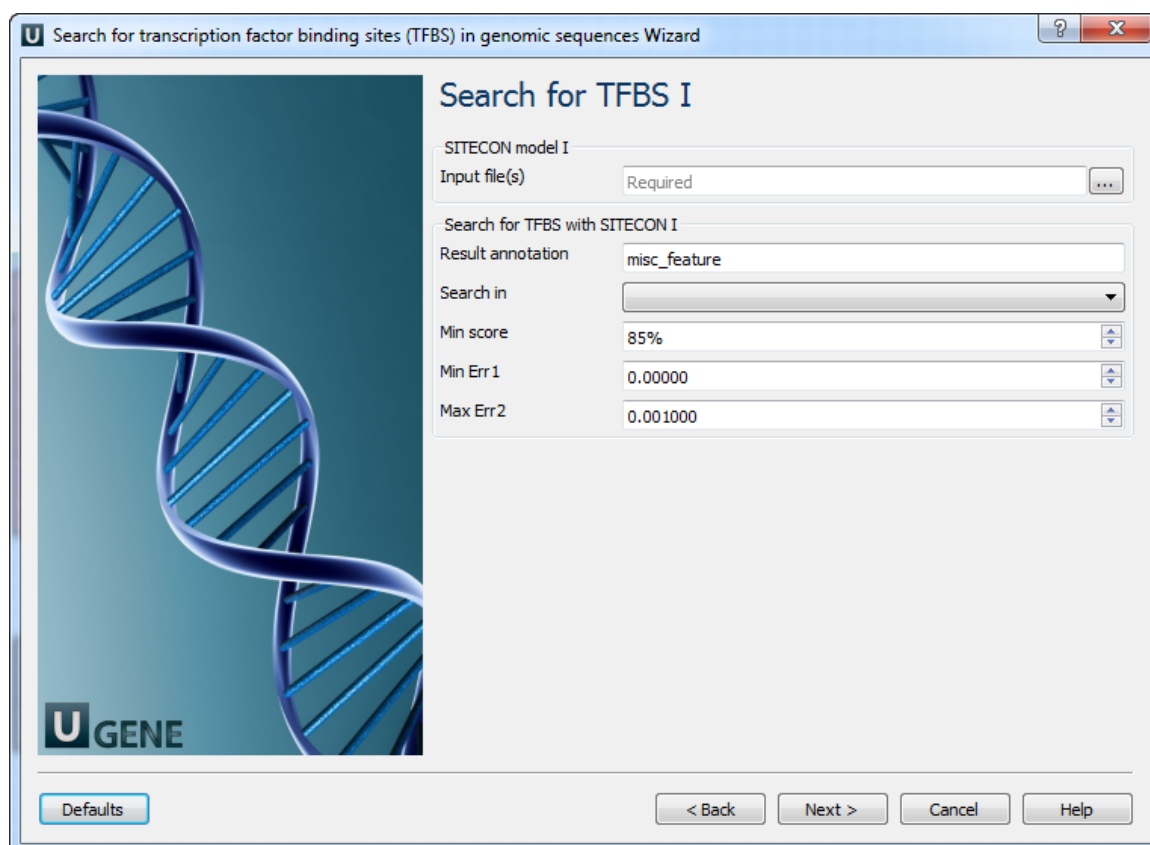 U Search for transcription factor binding sites (TFBS) in genomic sequences Wizard ? X
Search for TFBS I
SITECON model I
Input file(s) Required ...
Search for TFBS with SITECON I
Result annotation misc_feature
Search in
Min score 85%
Min Err1 0.00000
Max Err2 0.001000
U GENE
Defaults < Back Next > Cancel Help